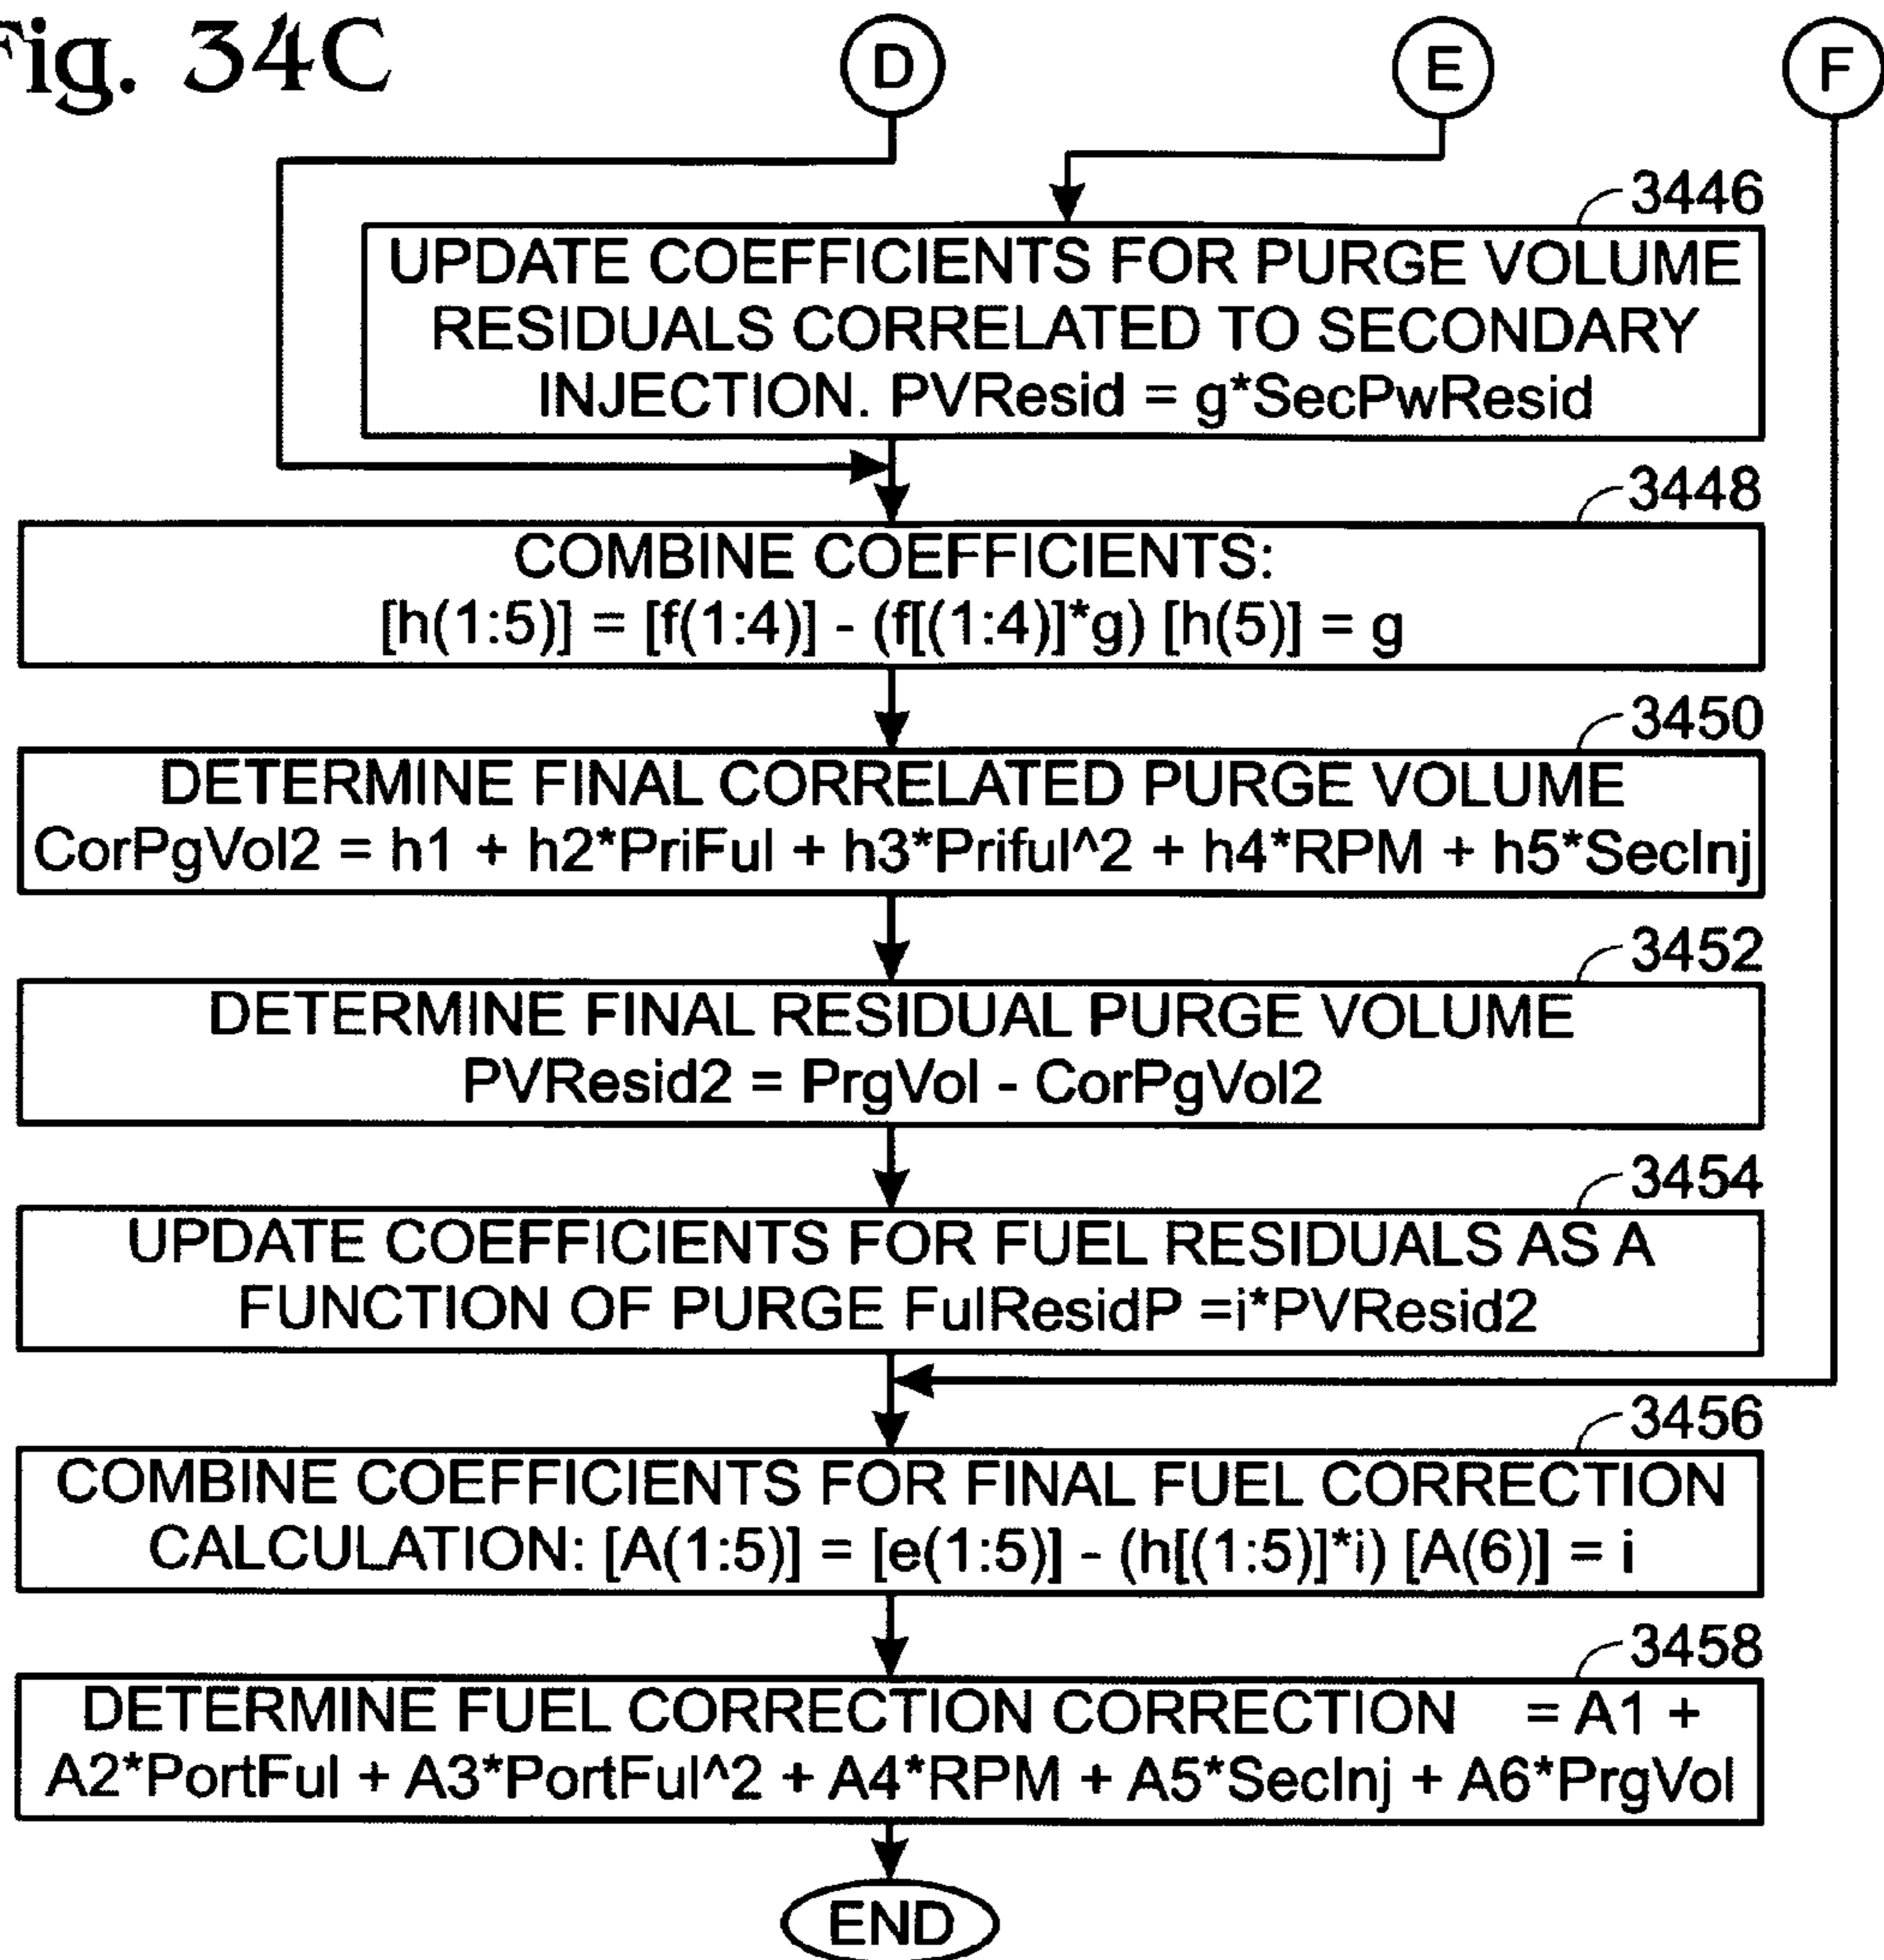 Fig. 34C
D
E
F
3446
UPDATE COEFFICIENTS FOR PURGE VOLUME
RESIDUALS CORRELATED TO SECONDARY
INJECTION. PVResid = g*SecPwResid
3448
COMBINE COEFFICIENTS:
[h(1:5)] = [f(1:4)] - (f[(1:4)]*g) [h(5)] = g
3450
DETERMINE FINAL CORRELATED PURGE VOLUME
CorPgVol2 = h1 + h2*PriFul + h3*Priful^2 + h4*RPM + h5*SecInj
3452
DETERMINE FINAL RESIDUAL PURGE VOLUME
PVResid2 = PrgVol - CorPgVol2
3454
UPDATE COEFFICIENTS FOR FUEL RESIDUALS AS A
FUNCTION OF PURGE FulResidP =i*PVResid2
3456
COMBINE COEFFICIENTS FOR FINAL FUEL CORRECTION
CALCULATION: [A(1:5)] = [e(1:5)] - (h[(1:5)]*i) [A(6)] = i
3458
DETERMINE FUEL CORRECTION CORRECTION = A1 +
A2*PortFul + A3*PortFul^2 + A4*RPM + A5*SecInj + A6*PrgVol
END